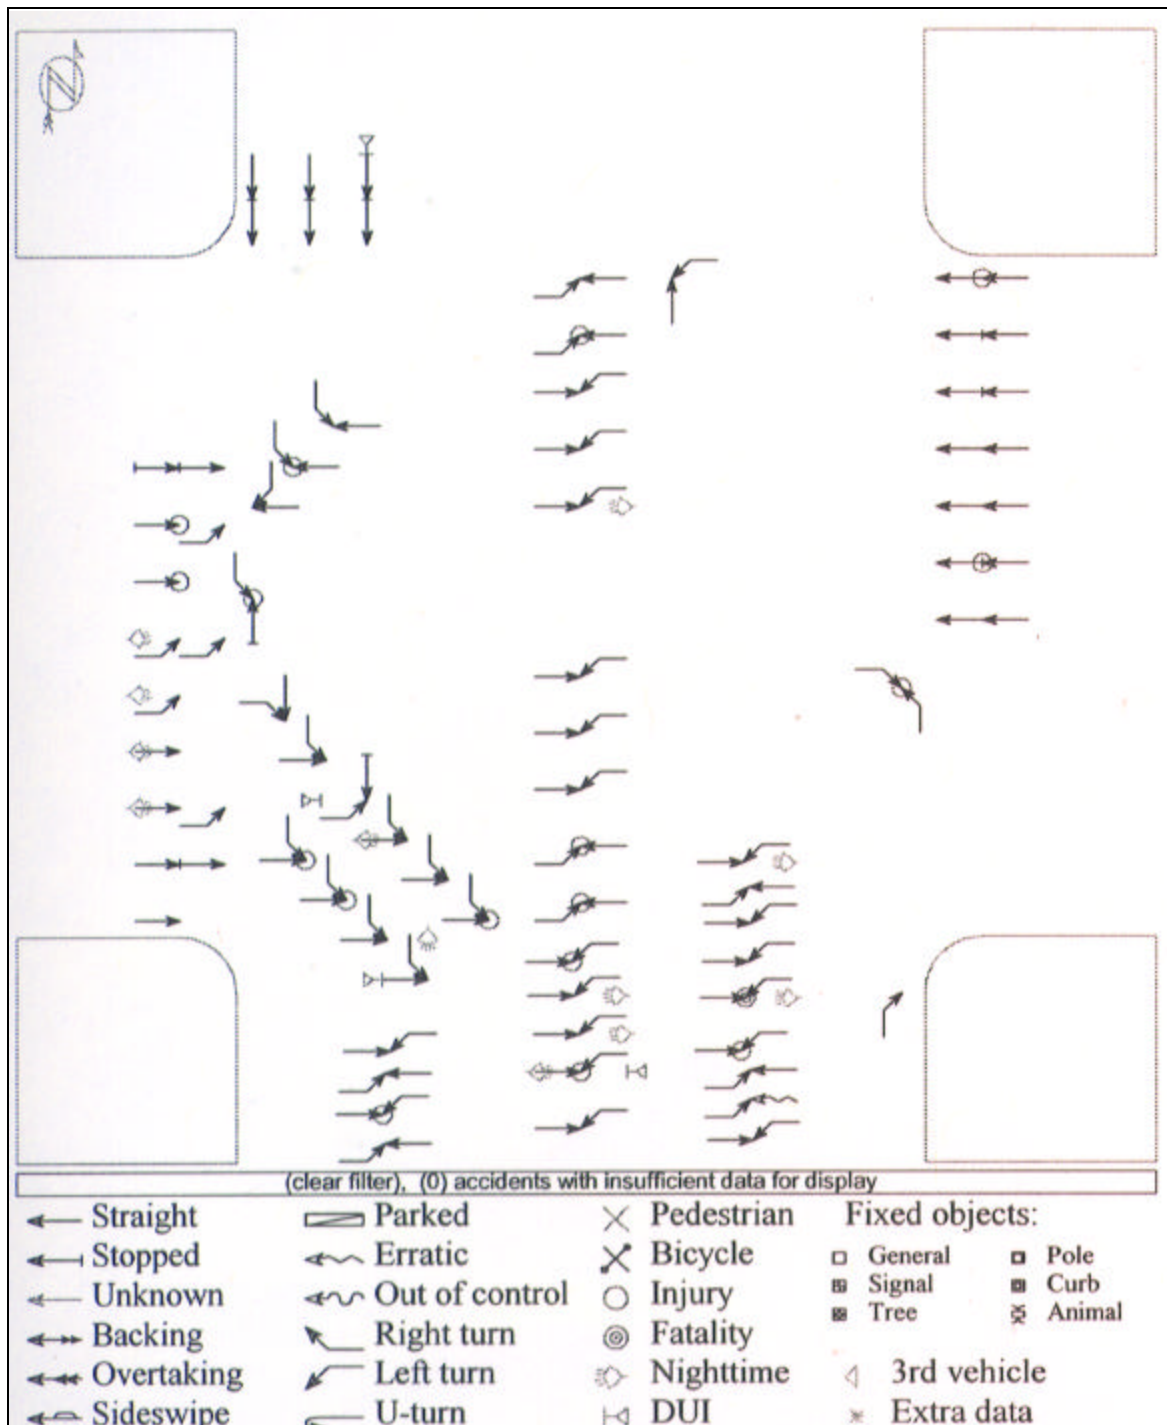 (clear filter), (0) accidents with insufficient data for display
Straight Parked Pedestrian Fixed objects:
Stopped Erratic Bicycle General Pole
Unknown Out of control Injury Signal Curb
Backing Right turn Fatality Tree Animal
Overtaking Left turn Nighttime 3rd vehicle
Sideswipe U-turn DUI Extra data